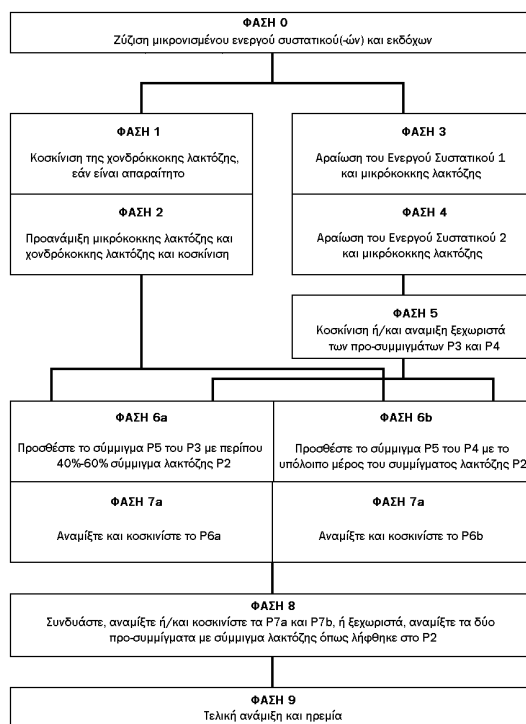 ΦΑΣΗ 0
Ζύζιση μικρονισμένου ενεργού συστατικού(-ών) και εκδόχων
ΦΑΣΗ 1
Κοσκίνιση της χονδρόκκοκης λακτόζης,
εάν είναι απαραίτητο
ΦΑΣΗ 2
Προανάμιξη μικρόκοκκης λακτόζης και
χονδρόκοκκης λακτόζης και κοσκίνιση
ΦΑΣΗ 3
Αραίωση του Ενεργού Συστατικού 1
και μικρόκοκκης λακτόζης
ΦΑΣΗ 4
Αραίωση του Ενεργού Συστατικού 2
και μικρόκοκκης λακτόζης
ΦΑΣΗ 5
Κοσκίνιση ή/και αναμιξη ξεχωριστά
των προ-συμμιγμάτων P3 και P4
ΦΑΣΗ 6a
Προσθέστε το σύμμιγμα P5 του P3 με περίπου
40%-60% σύμμιγμα λακτόζης P2
ΦΑΣΗ 6b
Προσθέστε το σύμμιγμα P5 του P4 με το
υπόλοιπο μέρος του συμμίγματος λακτόζης P2
ΦΑΣΗ 7a
Αναμίξτε και κοσκινίστε το P6a
ΦΑΣΗ 7a
Αναμίξτε και κοσκινίστε το P6b
ΦΑΣΗ 8
Συνδυάστε, αναμίξτε ή/και κοσκινίστε τα P7a και P7b, ή ξεχωριστά, αναμίξτε τα δύο
προ-συμμίγματα με σύμμιγμα λακτόζης όπως λήφθηκε στο P2
ΦΑΣΗ 9
Τελική ανάμιξη και ηρεμία